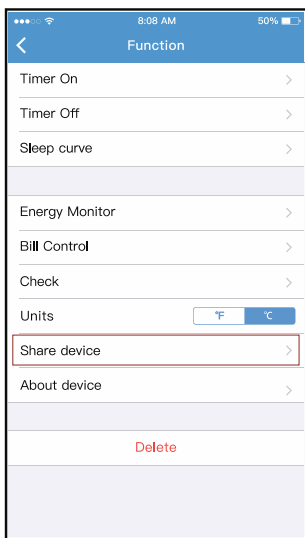 8:08 AM 50%
Function
Timer On
Timer Off
Sleep curve
Energy Monitor
Bill Control
Check
Units °F °C
Share device
About device
Delete